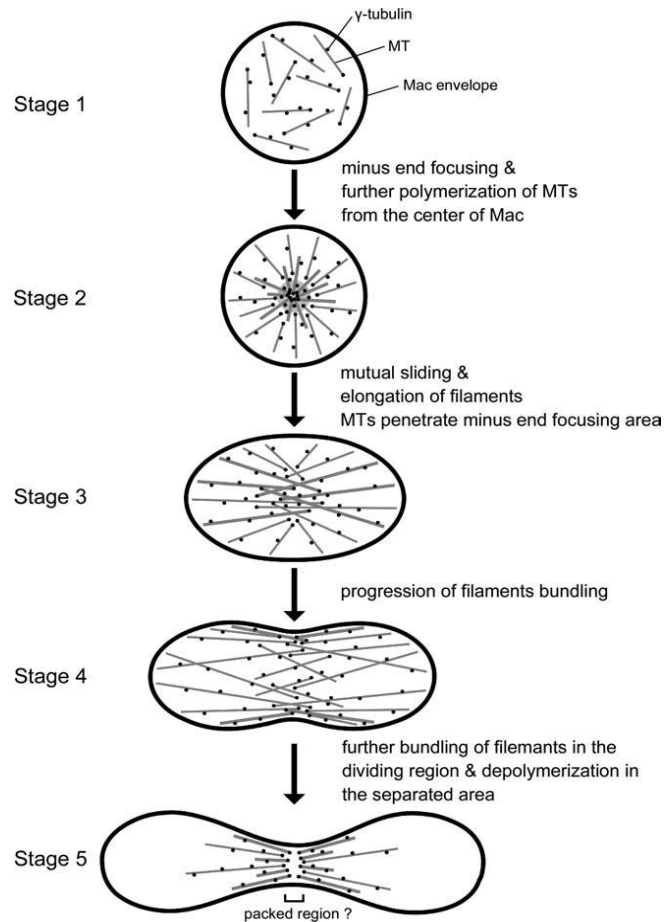 γ-tubulin
MT
Mac envelope
Stage 1
minus end focusing &
further polymerization of MTs
from the center of Mac
Stage 2
mutual sliding &
elongation of filaments
MTs penetrate minus end focusing area
Stage 3
progression of filaments bundling
Stage 4
further bundling of filemants in the
dividing region & depolymerization in
the separated area
Stage 5
packed region ?